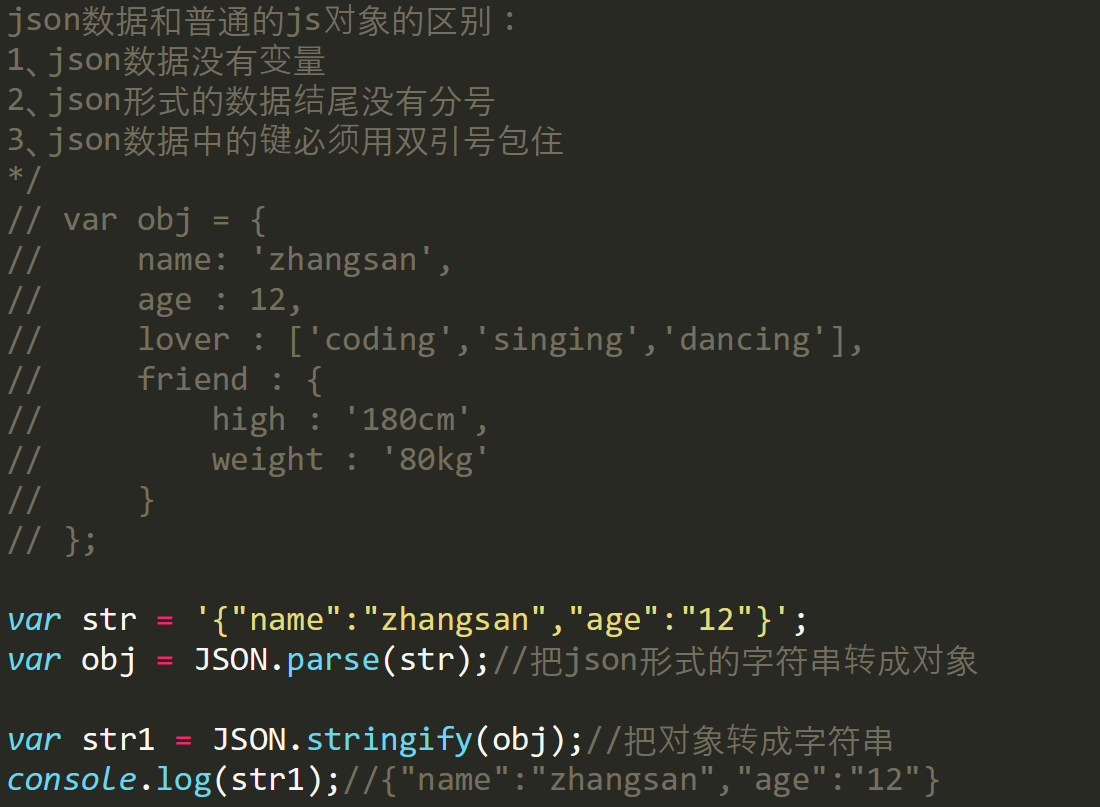 json数据和普通的js对象的区别：
1、json数据没有变量
2、json形式的数据结尾没有分号
3、json数据中的键必须用双引号包住
*/
// var obj = {
//     name: 'zhangsan',
//     age : 12,
//     lover : ['coding','singing','dancing'],
//     friend : {
//         high : '180cm',
//         weight : '80kg'
//     }
// };
var str = '{"name":"zhangsan","age":"12"}';
var obj = JSON.parse(str);//把json形式的字符串转成对象
var str1 = JSON.stringify(obj);//把对象转成字符串
console.log(str1);//{"name":"zhangsan","age":"12"}